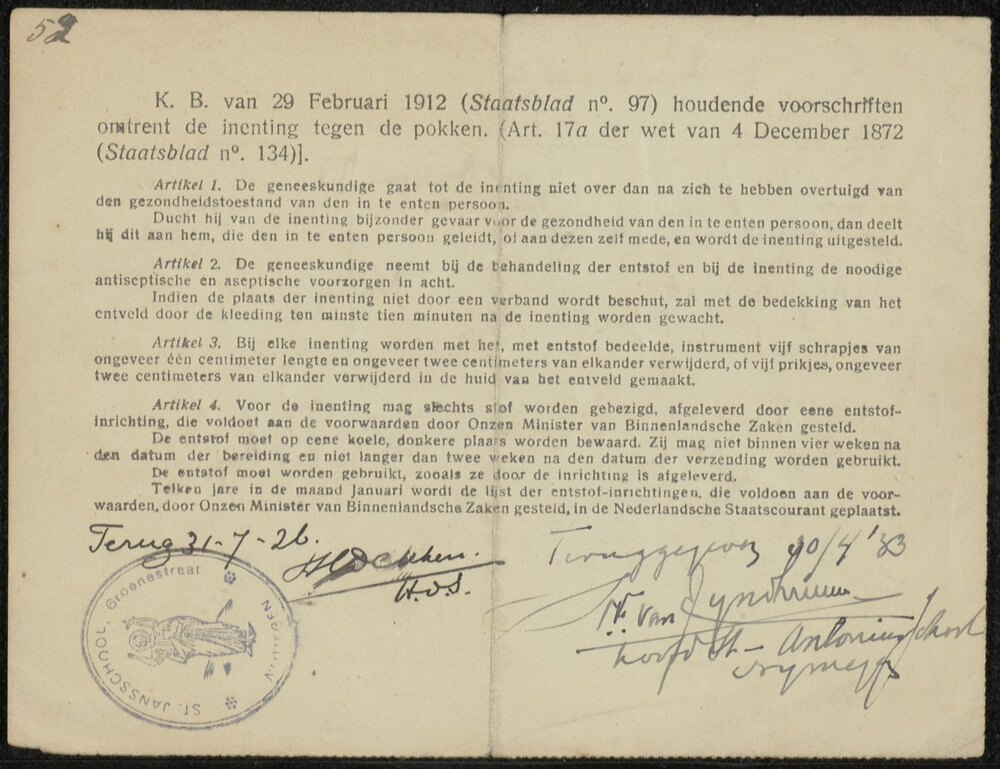 52
K. B. van 29 Februari 1912 (Staatsblad nº. 97) houdende voorschriften
omtrent de inenting tegen de pokken. (Art. 17a der wet van 4 December 1872
(Staatsblad nº. 134)].
Artikel 1. De geneeskundige gaat tot de inenting niet over dan na zich te hebben overtuigd van
den gezondheidstoestand van den in te enten persoon.
Ducht hij van de inenting bijzonder gevaar voor de gezondheid van den in te enten persoon, dan deelt
hij dit aan hem, die den in te enten persoon geleidt, of aan dezen zelf mede, en wordt de inenting uitgesteld.
Artikel 2. De geneeskundige neemt bij de behandeling der entstof en bij de inenting de noodige
antiseptische en aseptische voorzorgen in acht.
Indien de plaats der inenting niet door een verband wordt beschut, zal met de bedekking van het
entveld door de kleeding ten minste tien minuten na de inenting worden gewacht.
Artikel 3. Bij elke inenting worden met het, met entstof bedeelde, instrument vijf schrapjes van
ongeveer één centimeter lengte en ongeveer twee centimeters van elkander verwijderd, of vijf prikjes, ongeveer
twee centimeters van elkander verwijderd in de huid van het entveld gemaakt.
Artikel 4. Voor de inenting mag slechts stof worden gebezigd, afgeleverd door eene entstof-
inrichting, die voldoet aan de voorwaarden door Onzen Minister van Binnenlandsche Zaken gesteld.
De entstof moet op eene koele, donkere plaats worden bewaard. Zij mag niet binnen vier weken na
den datum der bereiding en niet langer dan twee weken na den datum der verzending worden gebruikt.
De entstof moet worden gebruikt, zooals ze door de inrichting is afgeleverd.
Telken jare in de maand Januari wordt de lijst der entstof-inrichtingen, die voldoen aan de voor-
waarden, door Onzen Minister van Binnenlandsche Zaken gesteld, in de Nederlandsche Staatscourant geplaatst.
Terug 31-7-26.
H.v.S.
ST. JANSSCHOOL, Groenestraat
Teruggegeven 30/4 '33
van
hoofd St. Antoniusschool
Nijmegen